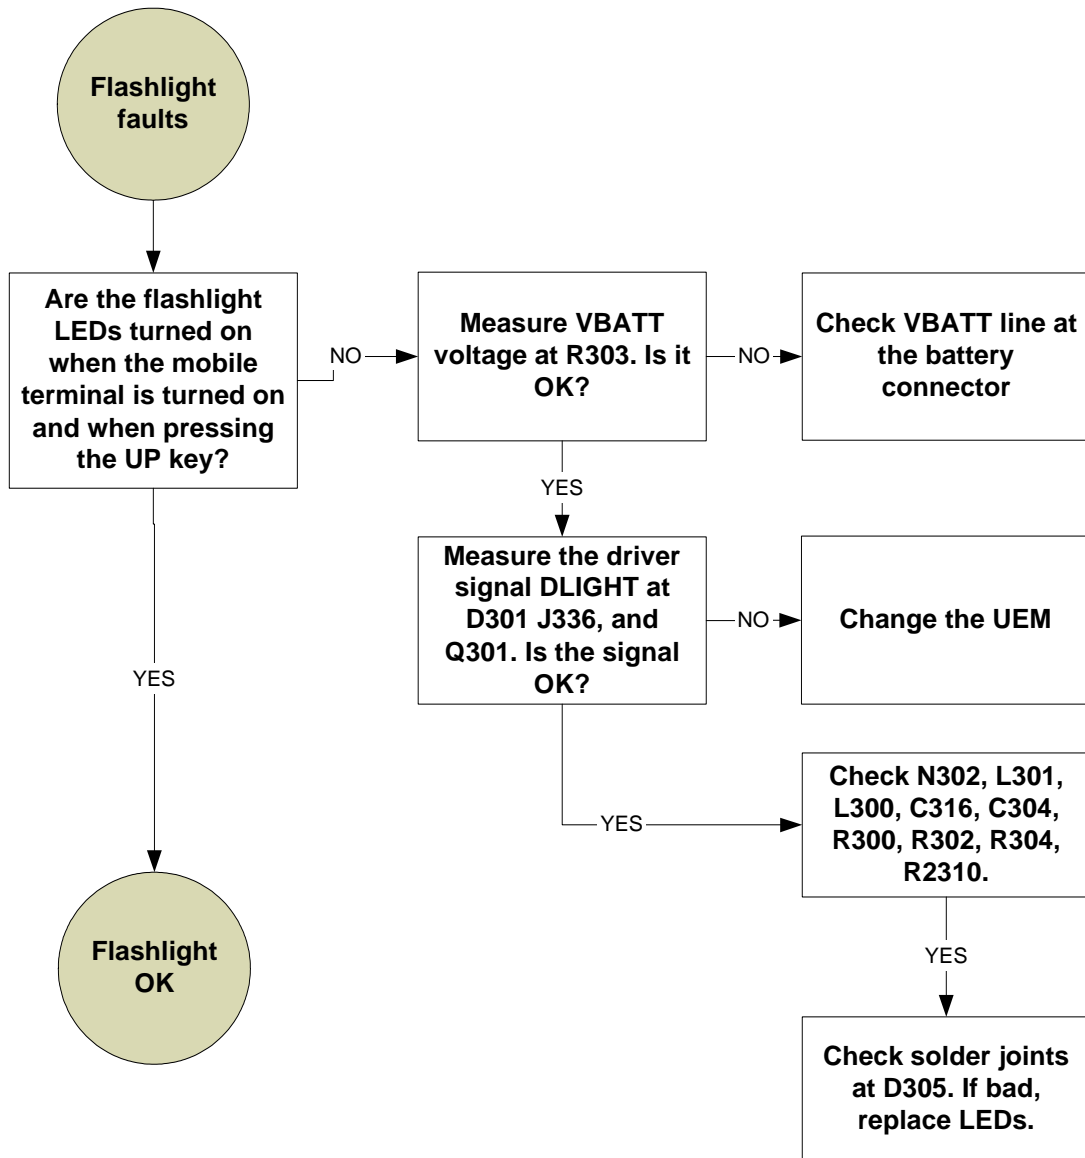 Flashlight
faults
Are the flashlight
LEDs turned on
when the mobile
terminal is turned on
and when pressing
the UP key?
NO
Measure VBATT
voltage at R303. Is it
OK?
NO
Check VBATT line at
the battery
connector
YES
Measure the driver
signal DLIGHT at
D301 J336, and
Q301. Is the signal
OK?
NO
Change the UEM
YES
YES
Check N302, L301,
L300, C316, C304,
R300, R302, R304,
R2310.
YES
Flashlight
OK
Check solder joints
at D305. If bad,
replace LEDs.